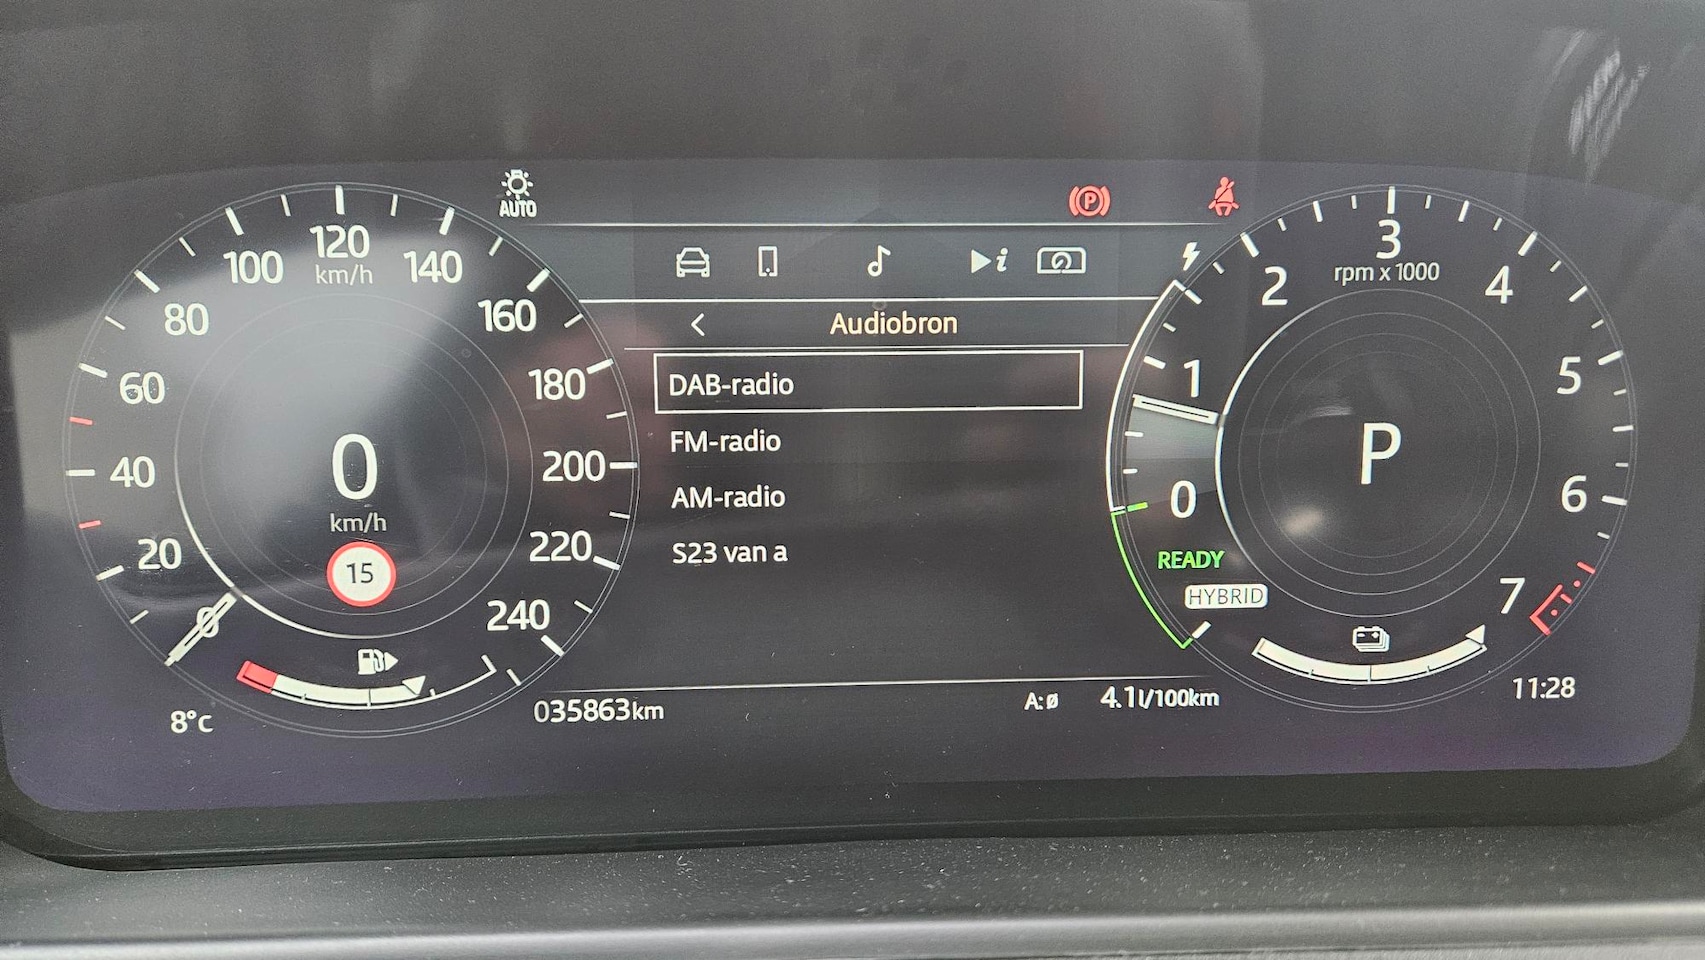 AUTO
P
20
40
60
80
100
120
km/h
140
160
180
200
220
240
0
km/h
15
0
8°c
i
Audiobron
DAB-radio
FM-radio
AM-radio
S23 van a
035863km
A:ø 4.1l/100km
0
1
2
3
rpm x 1000
4
5
6
7
P
READY
HYBRID
11:28